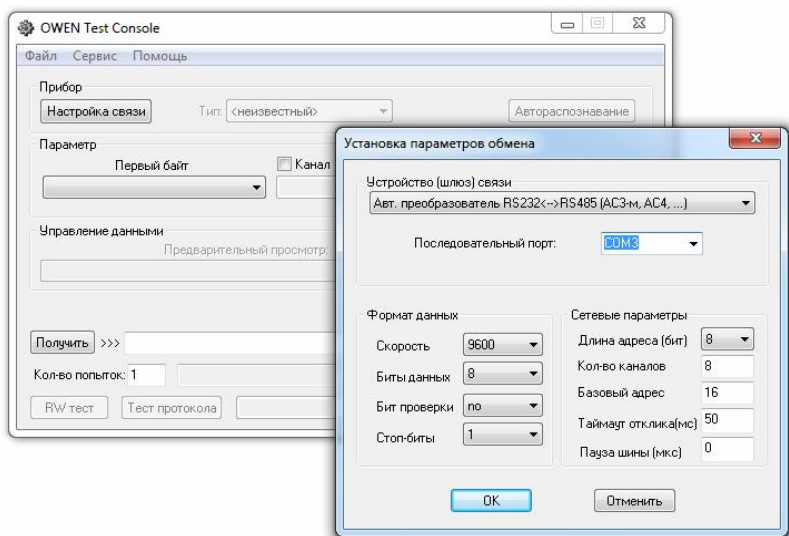 OWEN Test Console
Файл Сервис Помощь
Прибор
Настройка связи Тип: <неизвестный> Автораспознавание
Параметр
Первый байт Канал
Управление данными
Предварительный просмотр:
Получить >>>
Кол-во попыток: 1
RW тест Тест протокола
Установка параметров обмена
Устройство (шлюз) связи
Авт. преобразователь RS232<-->RS485 (АС3-м, АС4, ...)
Последовательный порт: COM3
Формат данных
Скорость 9600
Биты данных 8
Бит проверки no
Стоп-биты 1
Сетевые параметры
Длина адреса (бит) 8
Кол-во каналов 8
Базовый адрес 16
Таймаут отклика(мс) 50
Пауза шины (мкс) 0
OK Отменить